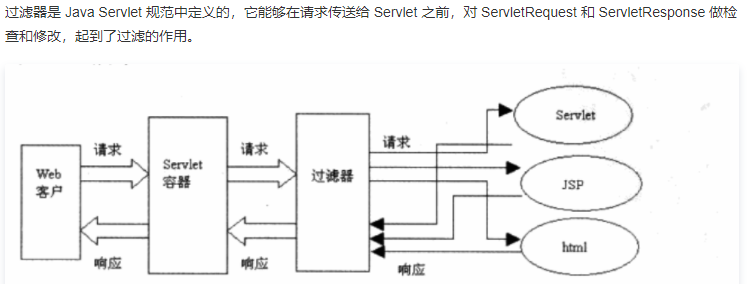 过滤器是 Java Servlet 规范中定义的，它能够在请求传送给 Servlet 之前，对 ServletRequest 和 ServletResponse 做检
查和修改，起到了过滤的作用。
Web
客户
请求
响应
Servlet
容器
请求
响应
过滤器
请求
响应
Servlet
JSP
html